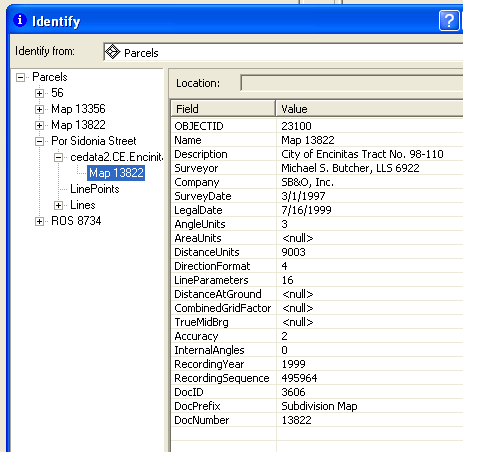 Identify
?
Identify from:
Parcels
Parcels
56
Map 13356
Map 13822
Por Sidonia Street
cedata2.CE.Encinit
Map 13822
LinePoints
Lines
ROS 8734
Location:
Field Value
OBJECTID 23100
Name Map 13822
Description City of Encinitas Tract No. 98-110
Surveyor Michael S. Butcher, LLS 6922
Company SB&O, Inc.
SurveyDate 3/1/1997
LegalDate 7/16/1999
AngleUnits 3
AreaUnits <null>
DistanceUnits 9003
DirectionFormat 4
LineParameters 16
DistanceAtGround <null>
CombinedGridFactor <null>
TrueMidBrg <null>
Accuracy 2
InternalAngles 0
RecordingYear 1999
RecordingSequence 495964
DocID 3606
DocPrefix Subdivision Map
DocNumber 13822